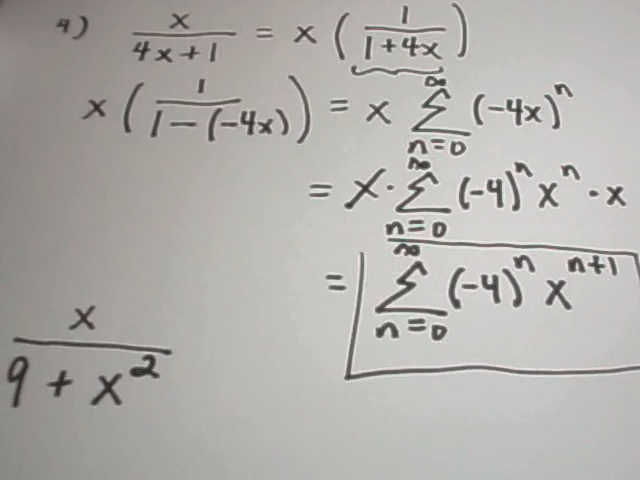 4) x/(4x+1) = x (1/(1+4x))
x (1/(1-(-4x))) = x ∞∑n=0 (-4x)^n
= x · ∞∑n=0 (-4)^n x^n · x
= ∞∑n=0 (-4)^n x^(n+1)
x/(9 + x^2)